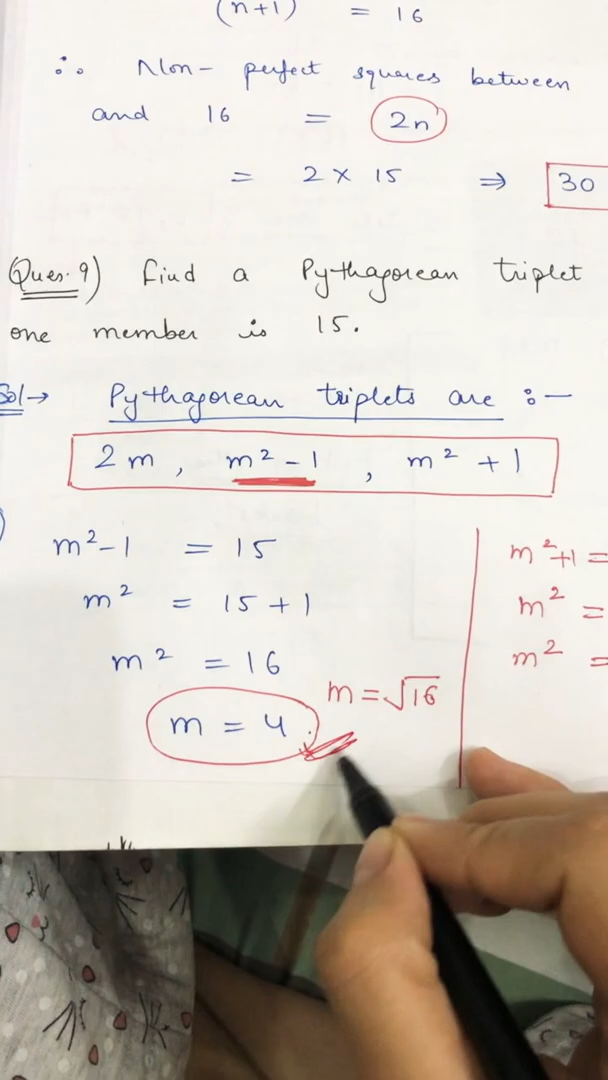 (n+1) = 16
∴ Non-perfect squares between
and 16 = 2n
= 2 × 15 ⇒ 30
Ques. 9) Find a Pythagorean triplet
one member is 15.
Sol→ Pythagorean triplets are :-
2m, m² - 1, m² + 1
m²-1 = 15
m² = 15 + 1
m² = 16
m = √16
m = 4
m²+1 =
m² =
m² =